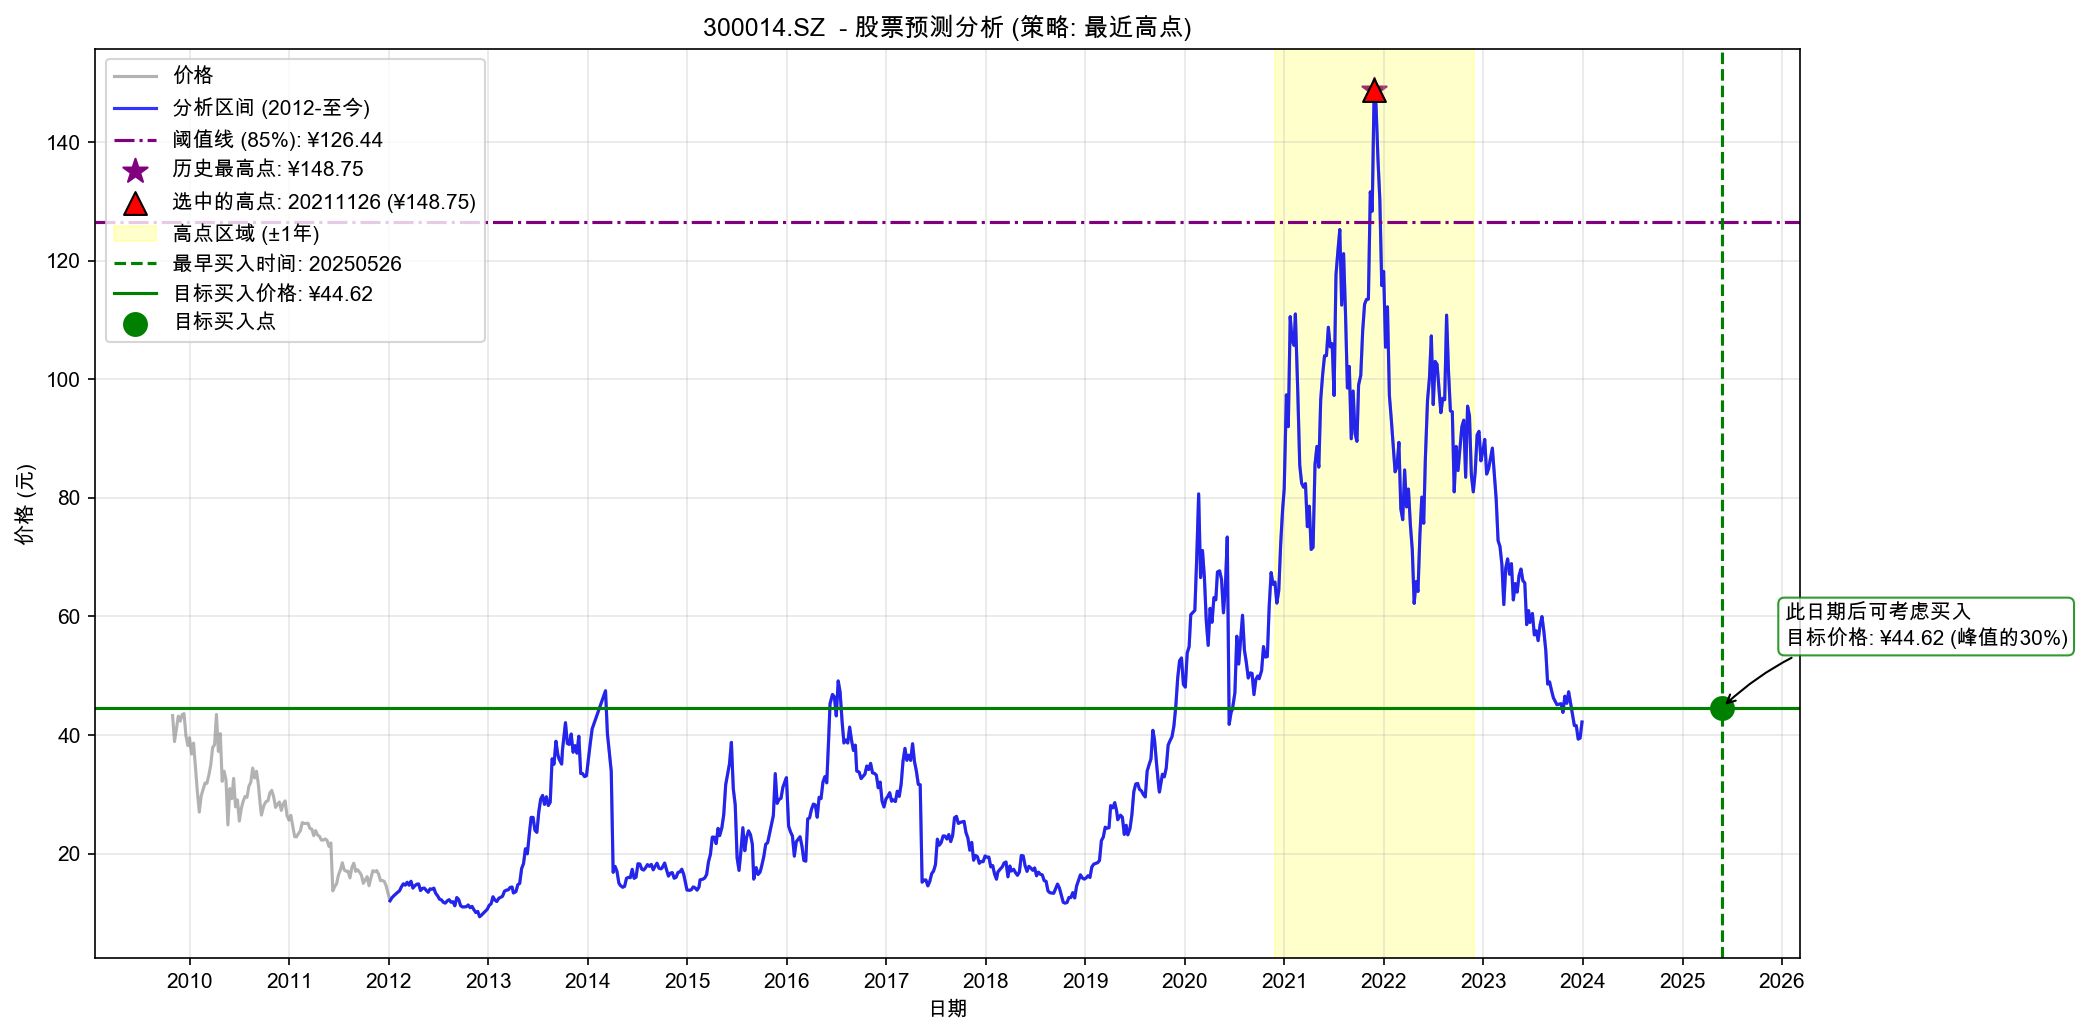 300014.SZ - 股票预测分析 (策略: 最近高点)
价格
分析区间 (2012-至今)
阈值线 (85%): ¥126.44
历史最高点: ¥148.75
选中的高点: 20211126 (¥148.75)
高点区域 (±1年)
最早买入时间: 20250526
目标买入价格: ¥44.62
目标买入点
价格 (元)
140
120
100
80
60
40
20
此日期后可考虑买入
目标价格: ¥44.62 (峰值的30%)
2010 2011 2012 2013 2014 2015 2016 2017 2018 2019 2020 2021 2022 2023 2024 2025 2026
日期